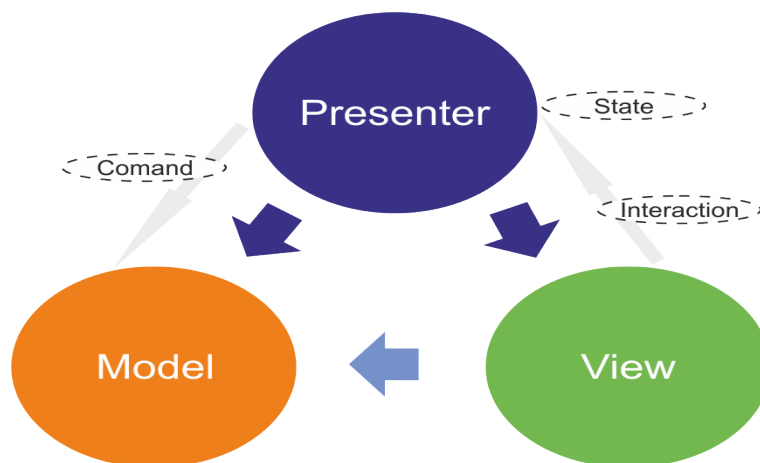 Presenter
State
Comand
Interaction
Model
View